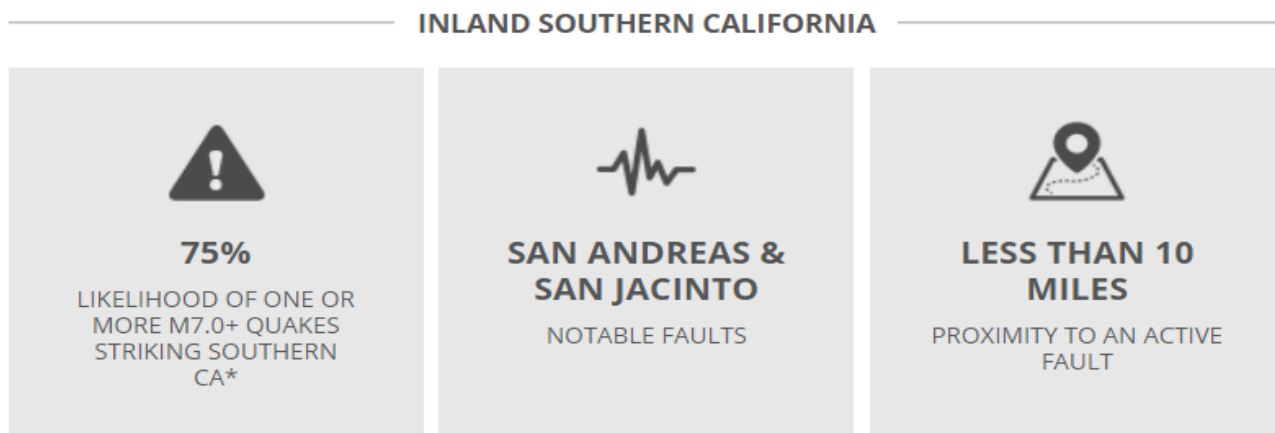 INLAND SOUTHERN CALIFORNIA
75%
LIKELIHOOD OF ONE OR
MORE M7.0+ QUAKES
STRIKING SOUTHERN
CA*
SAN ANDREAS &
SAN JACINTO
NOTABLE FAULTS
LESS THAN 10
MILES
PROXIMITY TO AN ACTIVE
FAULT